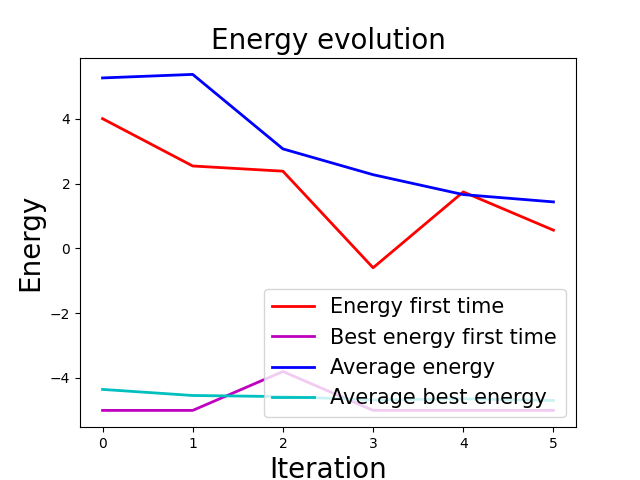 Energy evolution
Energy
4
2
0
−2
−4
Energy first time
Best energy first time
Average energy
Average best energy
0 1 2 3 4 5
Iteration